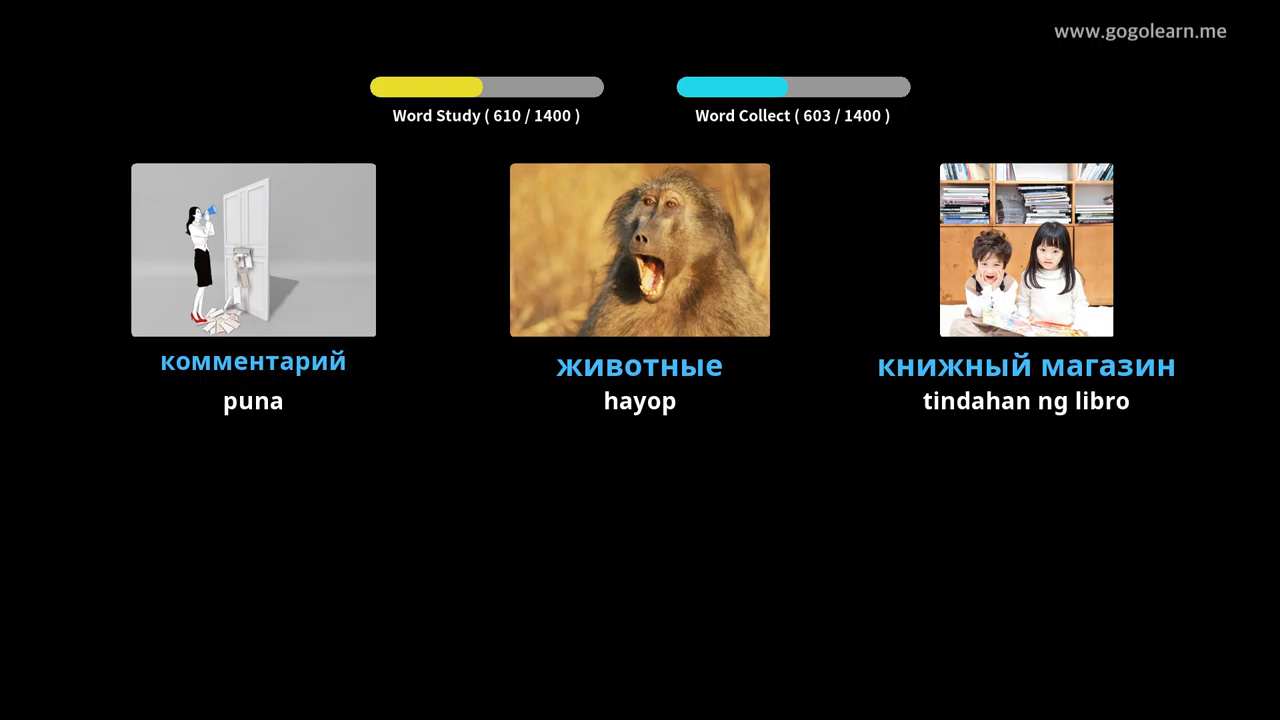 www.gogolearn.me
Word Study ( 610 / 1400 )
Word Collect ( 603 / 1400 )
комментарий
животные
книжный магазин
puna
hayop
tindahan ng libro